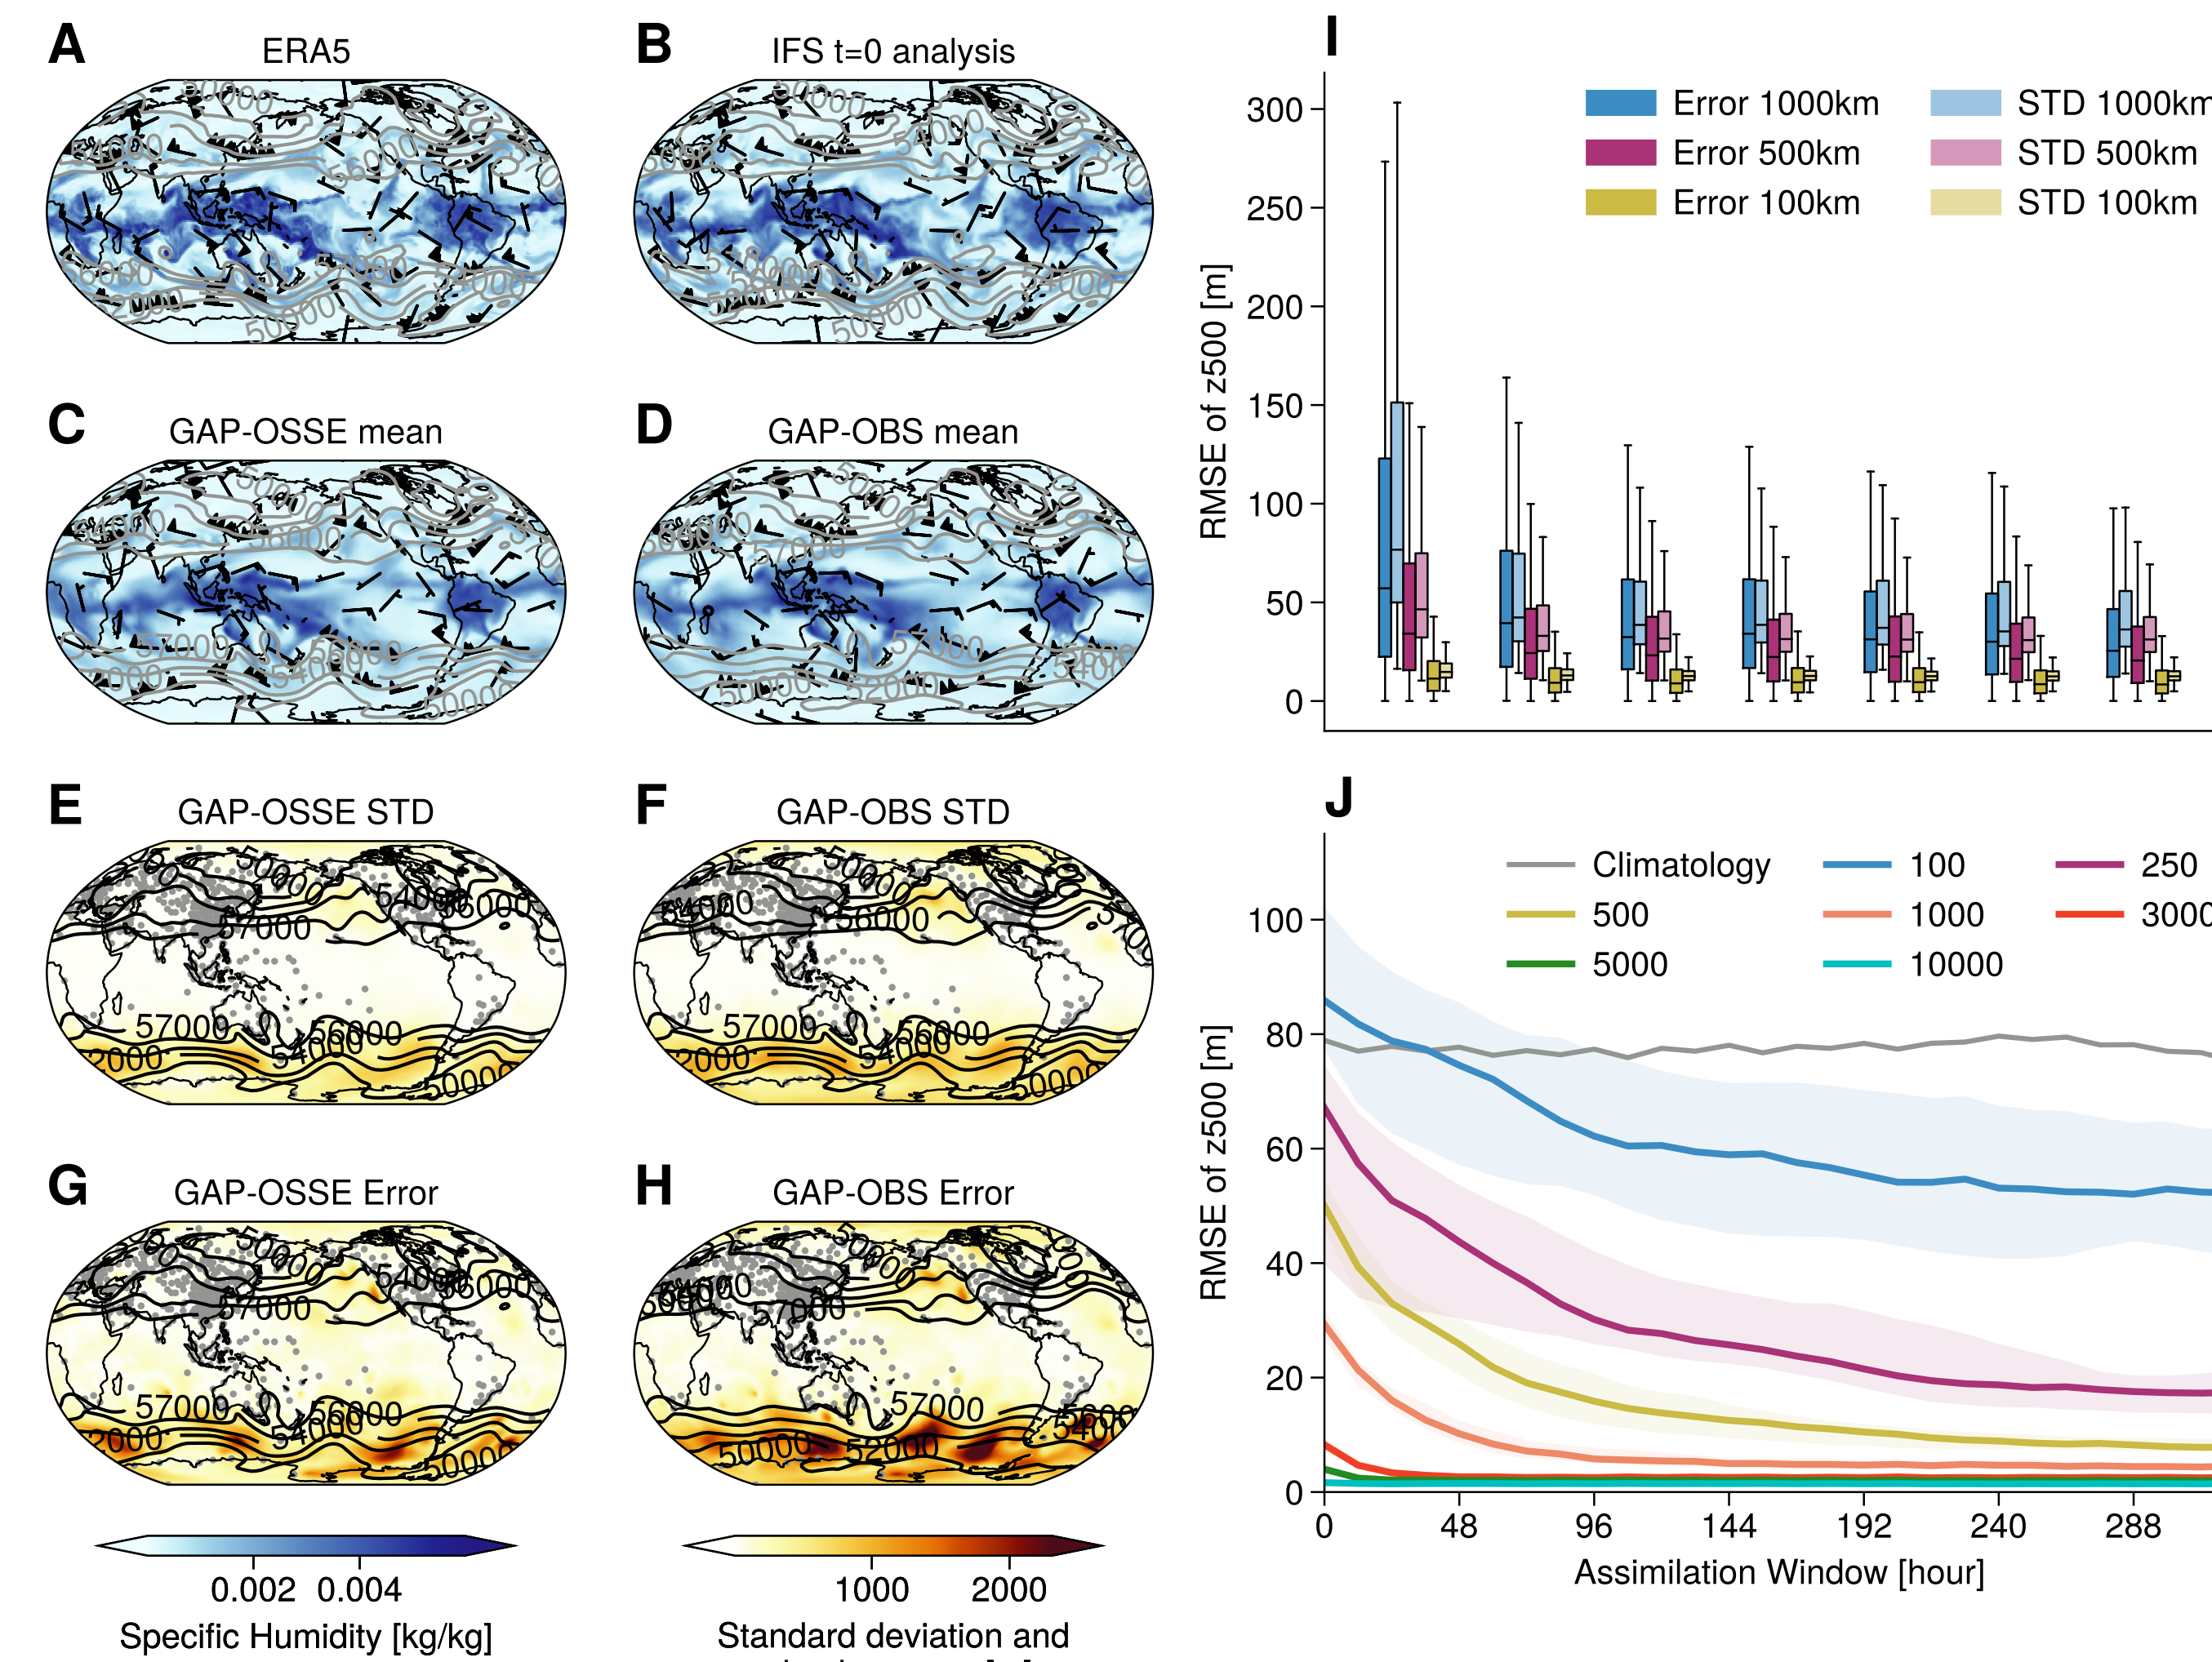 A
ERA5
B
IFS t=0 analysis
C
GAP-OSSE mean
D
GAP-OBS mean
E
GAP-OSSE STD
F
GAP-OBS STD
G
GAP-OSSE Error
H
GAP-OBS Error
0.002 0.004
Specific Humidity [kg/kg]
1000 2000
Standard deviation and
I
RMSE of z500 [m]
300
250
200
150
100
50
0
Error 1000km
STD 1000km
Error 500km
STD 500km
Error 100km
STD 100km
J
RMSE of z500 [m]
100
80
60
40
20
0
Climatology
100
250
500
1000
3000
5000
10000
0 48 96 144 192 240 288
Assimilation Window [hour]